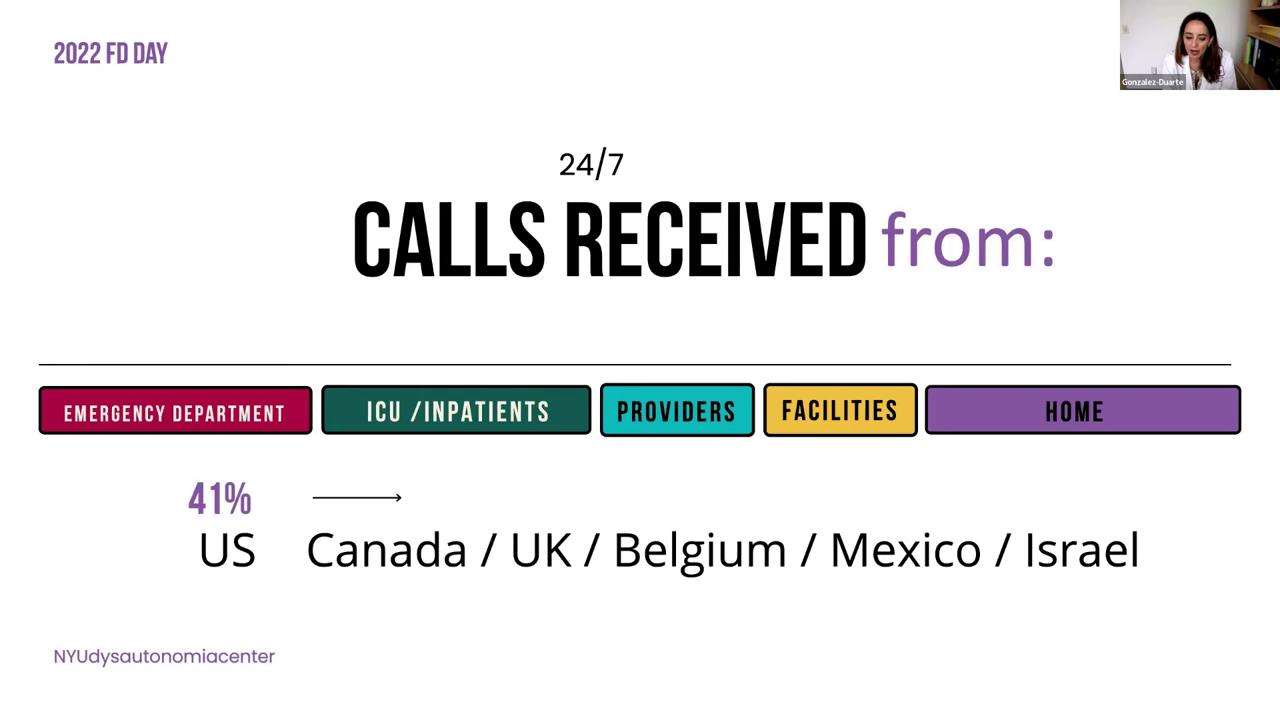 2022 FD DAY
Gonzalez-Duarte
24/7
CALLS RECEIVED from:
EMERGENCY DEPARTMENT ICU /INPATIENTS PROVIDERS FACILITIES HOME
41%
US Canada / UK / Belgium / Mexico / Israel
NYUdysautonomiacenter